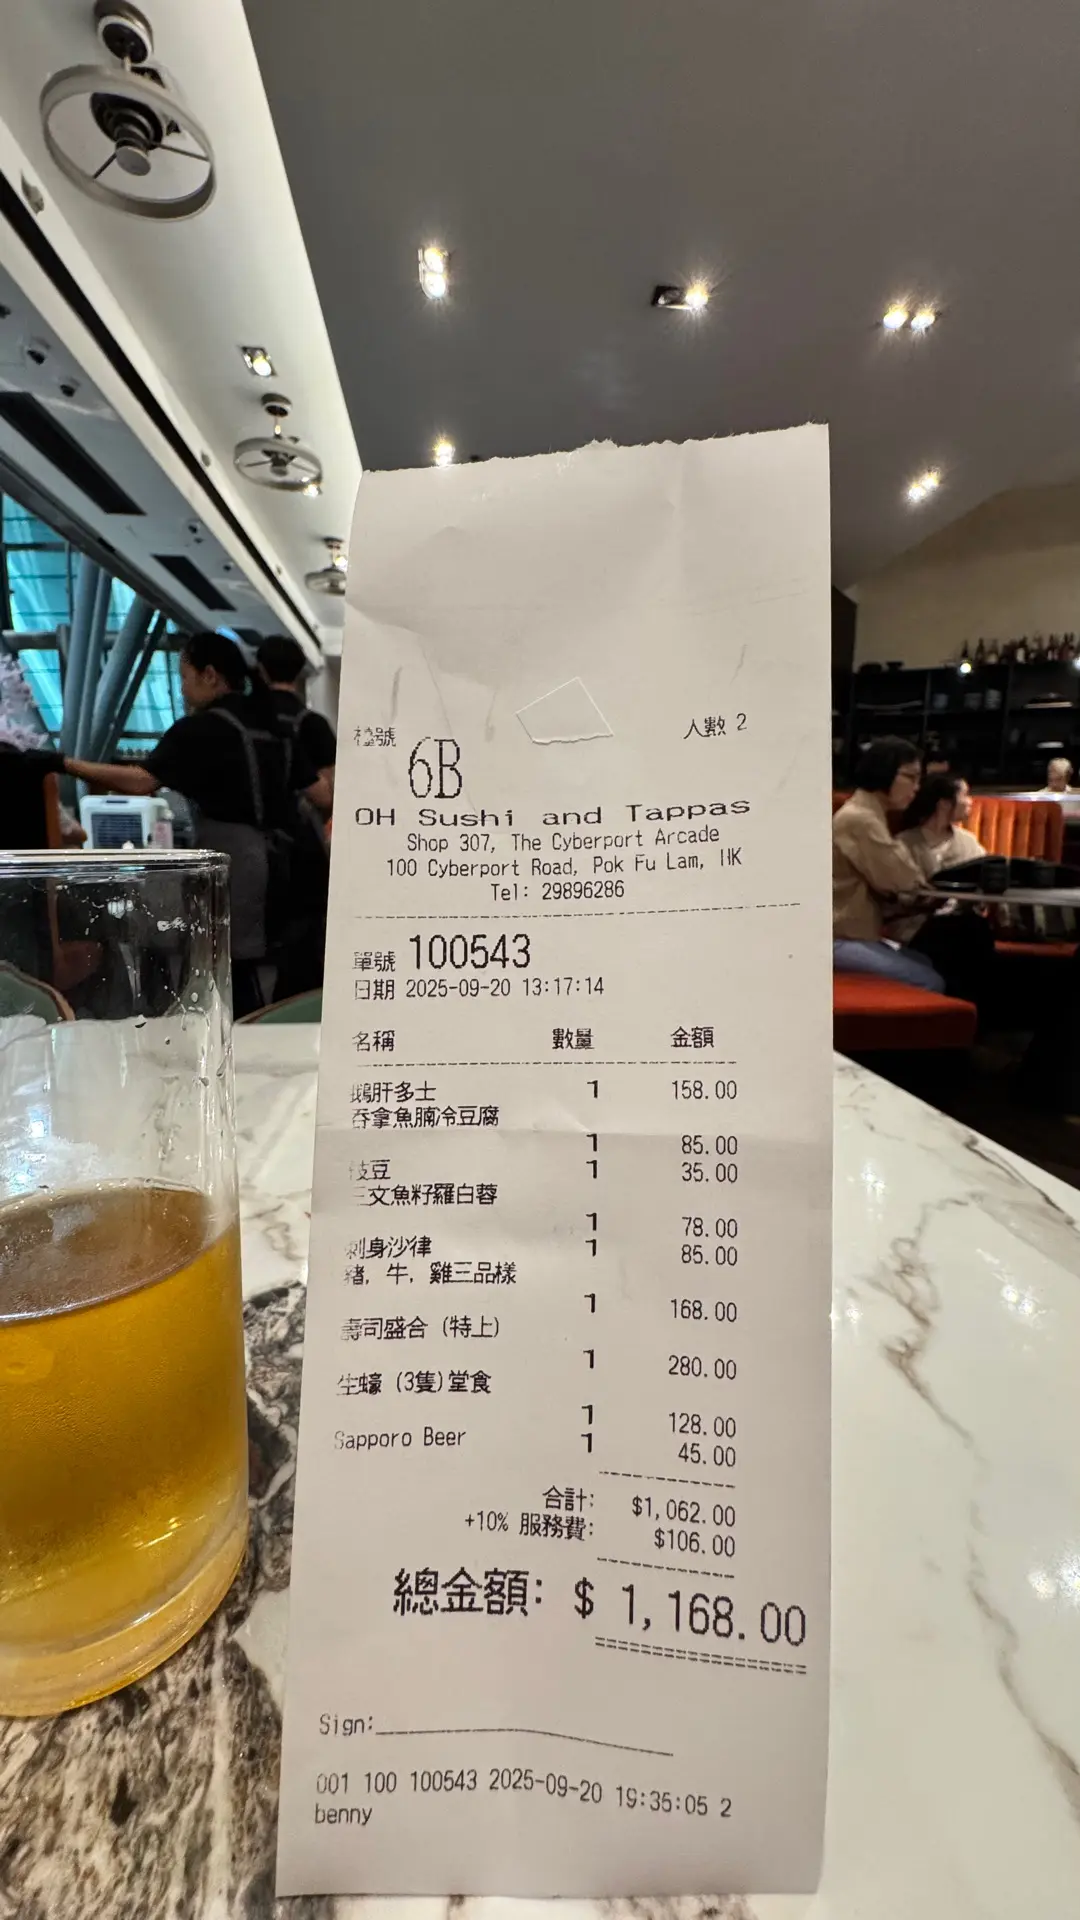 檯號 6B 人數 2
OH Sushi and Tappas
Shop 307, The Cyberport Arcade
100 Cyberport Road, Pok Fu Lam, HK
Tel: 29896286
單號 100543
日期 2025-09-20 13:17:14
名稱 數量 金額
鵝肝多士 1 158.00
吞拿魚腩冷豆腐
1 85.00
枝豆 1 35.00
三文魚籽羅白蓉
1 78.00
刺身沙律 1 85.00
豬, 牛, 雞三品樣
1 168.00
壽司盛合 (特上)
1 280.00
生蠔 (3隻)堂食
1 128.00
Sapporo Beer 1 45.00
合計: $1,062.00
+10% 服務費: $106.00
總金額: $ 1,168.00
Sign:
001 100 100543 2025-09-20 19:35:05 2
benny